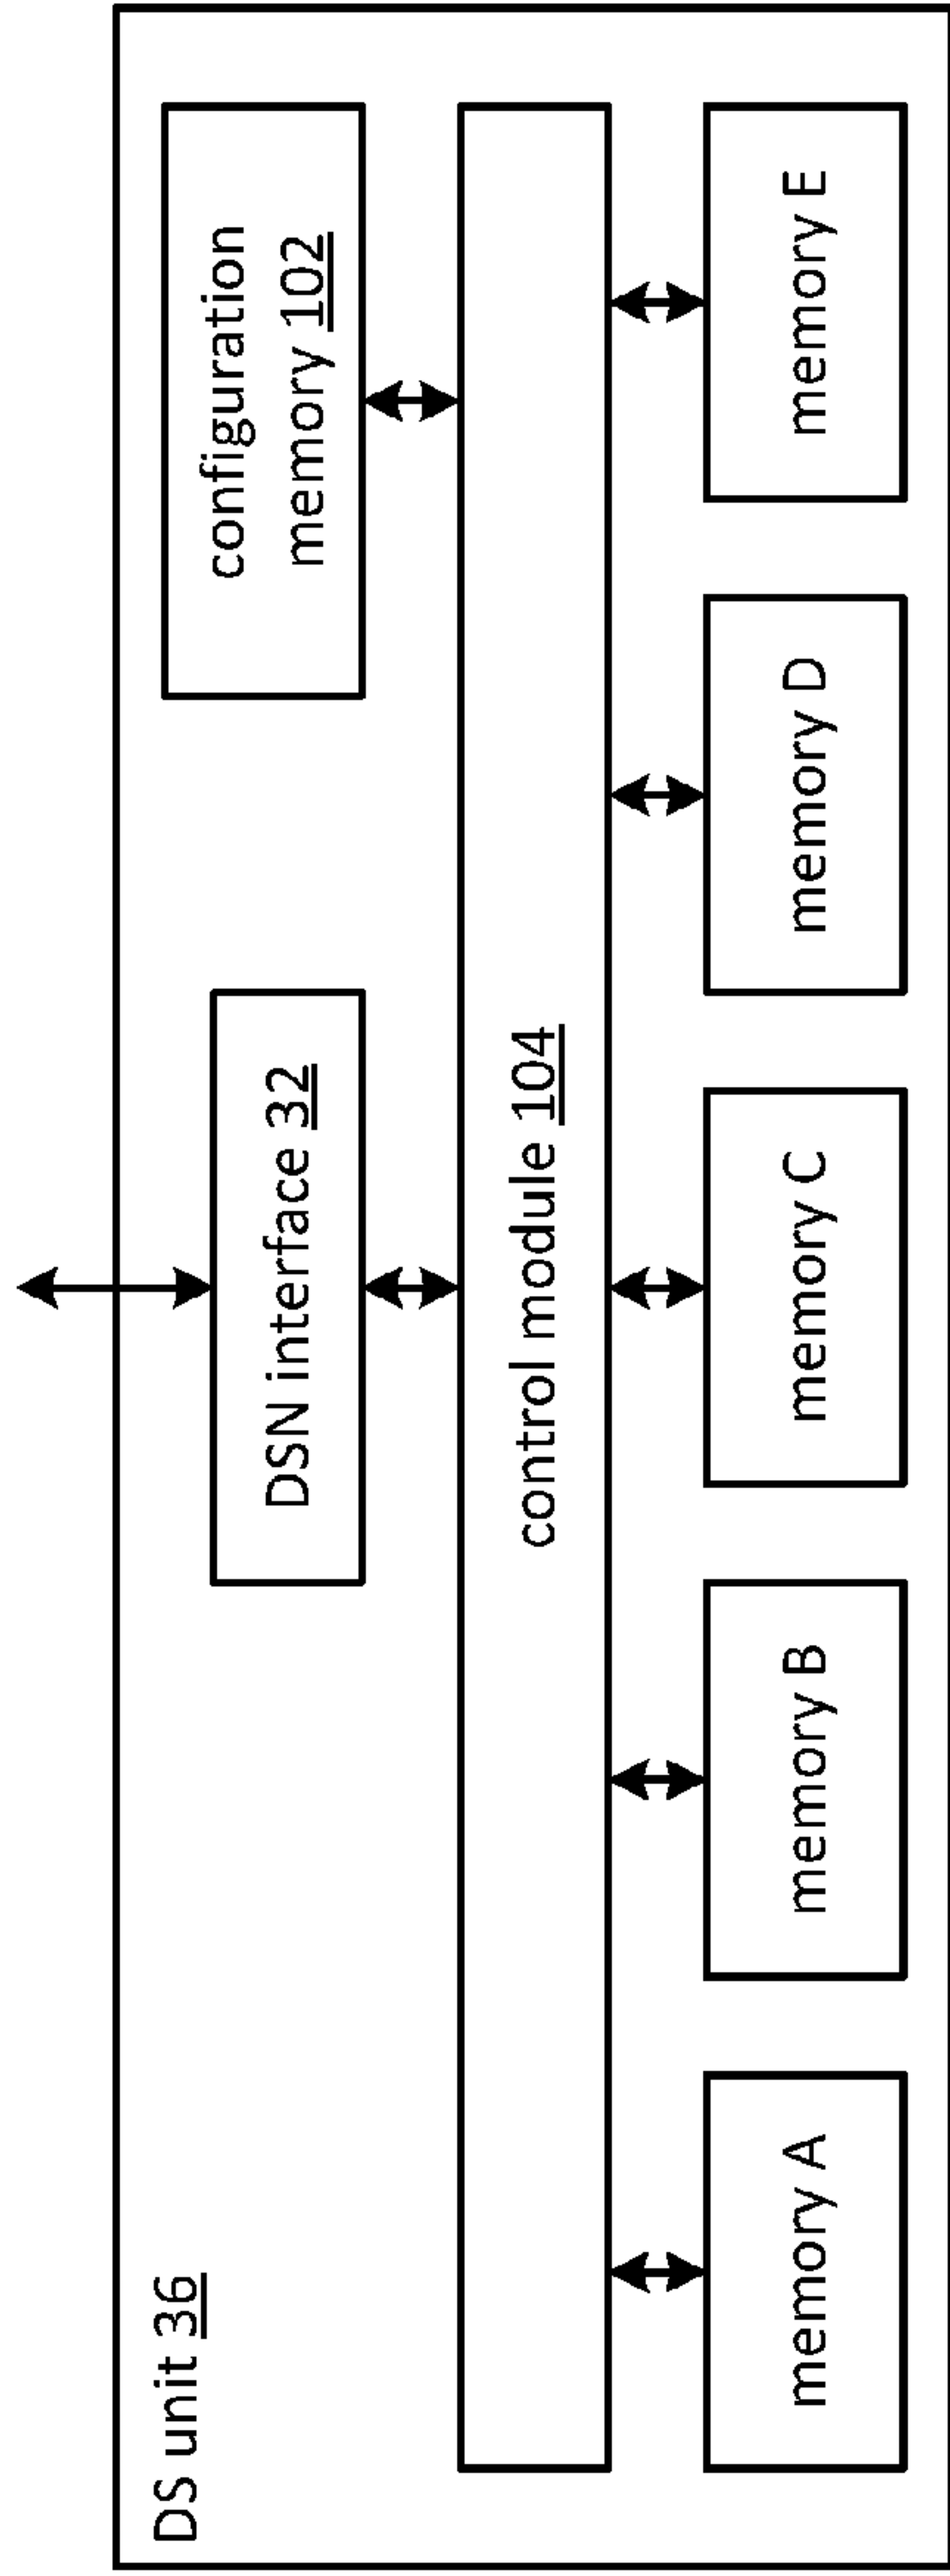 DS unit 36
DSN interface 32
configuration
memory 102
control module 104
memory A
memory B
memory C
memory D
memory E